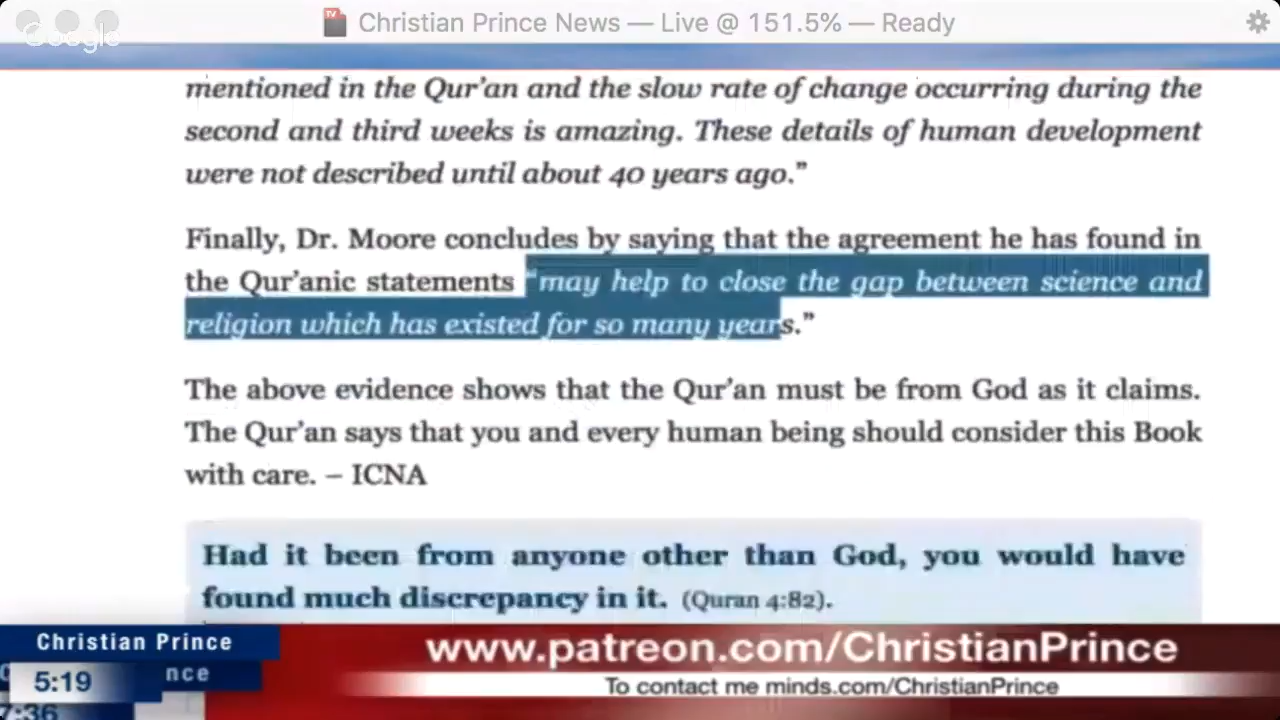 Christian Prince News — Live @ 151.5% — Ready
Google
mentioned in the Qur’an and the slow rate of change occurring during the
second and third weeks is amazing. These details of human development
were not described until about 40 years ago.”
Finally, Dr. Moore concludes by saying that the agreement he has found in
the Qur’anic statements “may help to close the gap between science and
religion which has existed for so many years.”
The above evidence shows that the Qur’an must be from God as it claims.
The Qur’an says that you and every human being should consider this Book
with care. – ICNA
Had it been from anyone other than God, you would have
found much discrepancy in it. (Quran 4:82).
Christian Prince
nce
5:19
7:36
www.patreon.com/ChristianPrince
To contact me minds.com/ChristianPrince